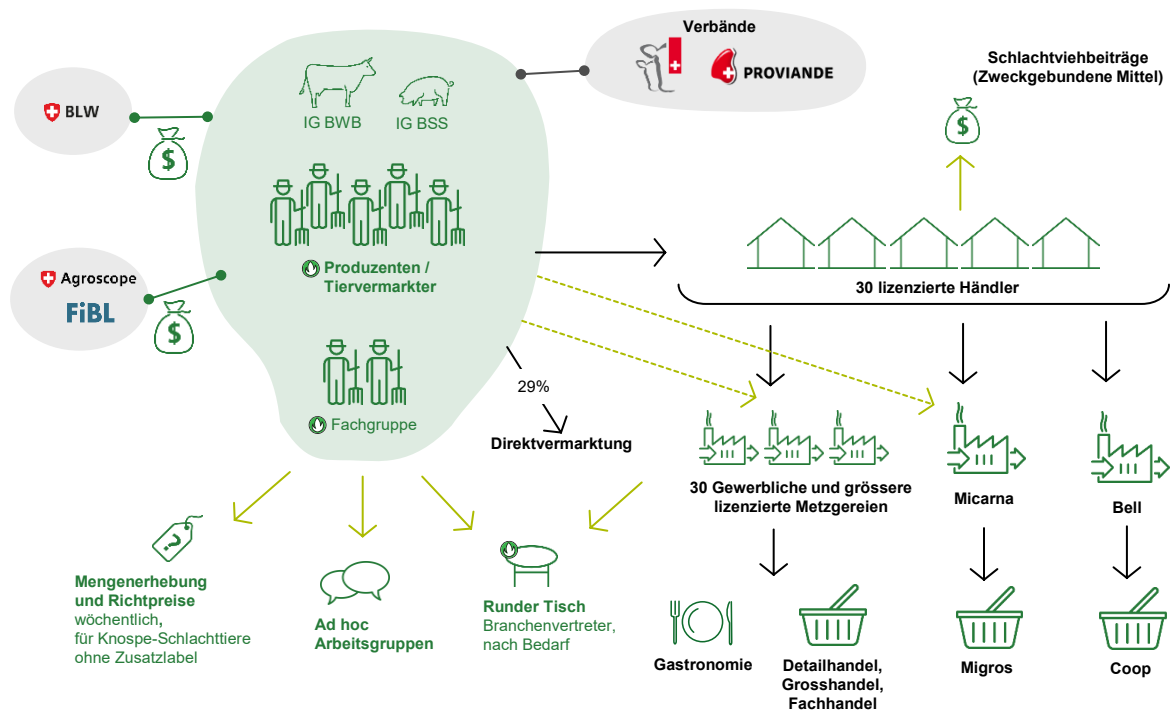 Verbände
PROVIANDE
Schlachtviehbeiträge
(Zweckgebundene Mittel)
$
BLW
$
IG BWB
IG BSS
Produzenten /
Tiervermarkter
Agroscope
FiBL
$
30 lizenzierte Händler
Fachgruppe
29%
Direktvermarktung
30 Gewerbliche und grössere
lizenzierte Metzgereien
Micarna
Bell
?
Mengenerhebung
und Richtpreise
wöchentlich,
für Knospe-Schlachttiere
ohne Zusatzlabel
Ad hoc
Arbeitsgruppen
Runder Tisch
Branchenvertreter,
nach Bedarf
Gastronomie
Detailhandel,
Grosshandel,
Fachhandel
Migros
Coop